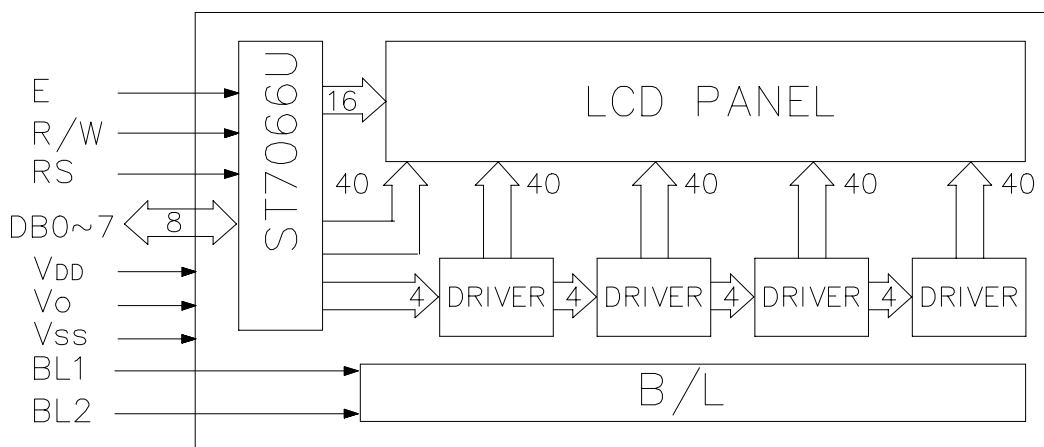 E
R/W
RS
DB0~7
8
VDD
Vo
Vss
BL1
BL2
ST7066U
16
LCD PANEL
40
40
40
40
40
4
DRIVER
4
DRIVER
4
DRIVER
4
DRIVER
B/L